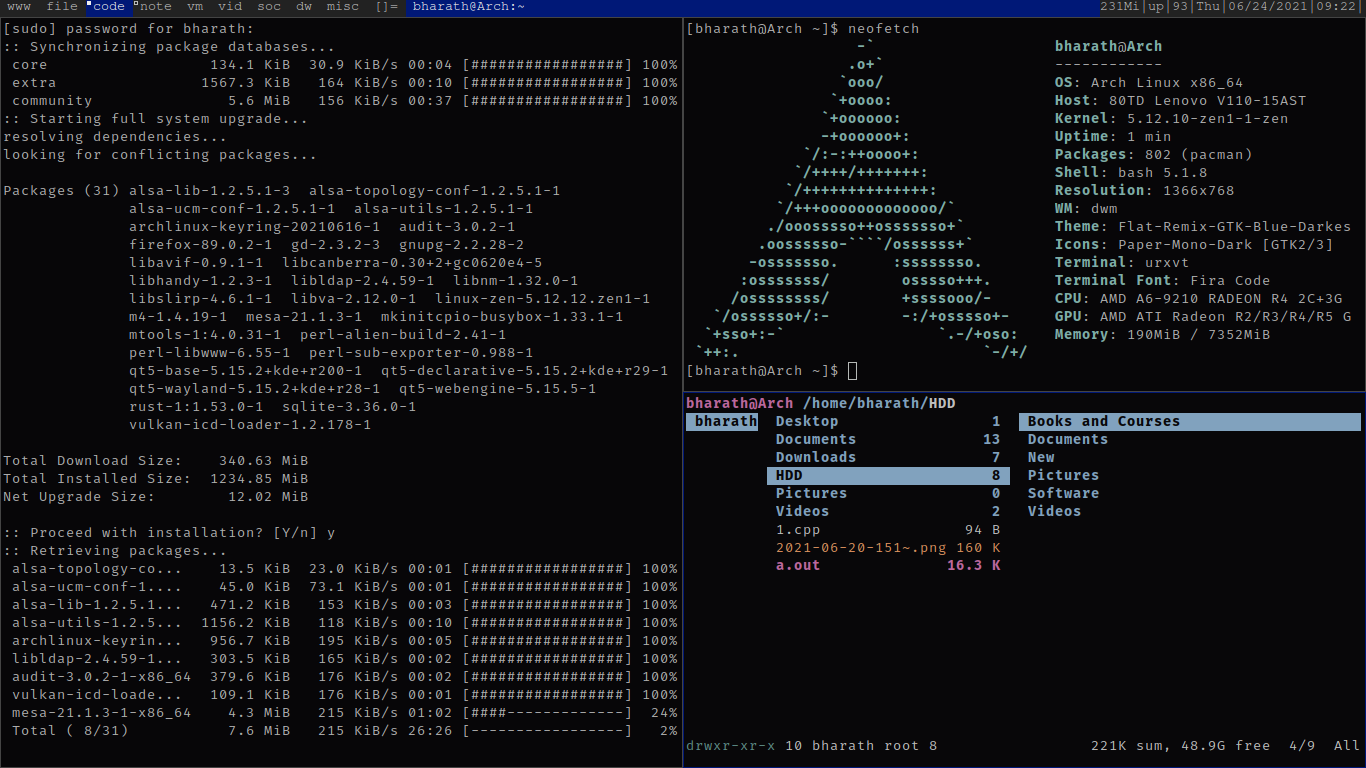 www file code note vm vid soc dw misc []= bharath@Arch:~ 231Mi|up|93|Thu|06/24/2021|09:22|
[sudo] password for bharath:
:: Synchronizing package databases...
core 134.1 KiB 30.9 KiB/s 00:04 [#################] 100%
extra 1567.3 KiB 164 KiB/s 00:10 [#################] 100%
community 5.6 MiB 156 KiB/s 00:37 [#################] 100%
:: Starting full system upgrade...
resolving dependencies...
looking for conflicting packages...
Packages (31) alsa-lib-1.2.5.1-3 alsa-topology-conf-1.2.5.1-1
alsa-ucm-conf-1.2.5.1-1 alsa-utils-1.2.5.1-1
archlinux-keyring-20210616-1 audit-3.0.2-1
firefox-89.0.2-1 gd-2.3.2-3 gnupg-2.2.28-2
libavif-0.9.1-1 libcanberra-0.30+2+gc0620e4-5
libhandy-1.2.3-1 libldap-2.4.59-1 libnm-1.32.0-1
libslirp-4.6.1-1 libva-2.12.0-1 linux-zen-5.12.12.zen1-1
m4-1.4.19-1 mesa-21.1.3-1 mkinitcpio-busybox-1.33.1-1
mtools-1:4.0.31-1 perl-alien-build-2.41-1
perl-libwww-6.55-1 perl-sub-exporter-0.988-1
qt5-base-5.15.2+kde+r200-1 qt5-declarative-5.15.2+kde+r29-1
qt5-wayland-5.15.2+kde+r28-1 qt5-webengine-5.15.5-1
rust-1:1.53.0-1 sqlite-3.36.0-1
vulkan-icd-loader-1.2.178-1
Total Download Size: 340.63 MiB
Total Installed Size: 1234.85 MiB
Net Upgrade Size: 12.02 MiB
:: Proceed with installation? [Y/n] y
:: Retrieving packages...
alsa-topology-co... 13.5 KiB 23.0 KiB/s 00:01 [#################] 100%
alsa-ucm-conf-1.... 45.0 KiB 73.1 KiB/s 00:01 [#################] 100%
alsa-lib-1.2.5.1... 471.2 KiB 153 KiB/s 00:03 [#################] 100%
alsa-utils-1.2.5... 1156.2 KiB 118 KiB/s 00:10 [#################] 100%
archlinux-keyrin... 956.7 KiB 195 KiB/s 00:05 [#################] 100%
libldap-2.4.59-1... 303.5 KiB 165 KiB/s 00:02 [#################] 100%
audit-3.0.2-1-x86_64 379.6 KiB 176 KiB/s 00:02 [#################] 100%
vulkan-icd-loade... 109.1 KiB 176 KiB/s 00:01 [#################] 100%
mesa-21.1.3-1-x86_64 4.3 MiB 215 KiB/s 01:02 [####-------------] 24%
Total ( 8/31) 7.6 MiB 215 KiB/s 26:26 [-----------------] 2%
[bharath@Arch ~]$ neofetch
-` bharath@Arch
.o+` ------------
`ooo/ OS: Arch Linux x86_64
`+oooo: Host: 80TD Lenovo V110-15AST
`+oooooo: Kernel: 5.12.10-zen1-1-zen
-+oooooo+: Uptime: 1 min
`/:-:++oooo+: Packages: 802 (pacman)
`/++++/+++++++: Shell: bash 5.1.8
`/++++++++++++++: Resolution: 1366x768
`/+++ooooooooooooo/` WM: dwm
./ooosssso++osssssso+` Theme: Flat-Remix-GTK-Blue-Darkes
.oossssso-````/ossssss+` Icons: Paper-Mono-Dark [GTK2/3]
-osssssso. :ssssssso. Terminal: urxvt
:osssssss/ osssso+++. Terminal Font: Fira Code
/ossssssss/ +ssssooo/- CPU: AMD A6-9210 RADEON R4 2C+3G
`/ossssso+/:- -:/+osssso+- GPU: AMD ATI Radeon R2/R3/R4/R5 G
`+sso+:-` `.-/+oso: Memory: 190MiB / 7352MiB
`++:. `-/+/
[bharath@Arch ~]$
bharath@Arch /home/bharath/HDD
bharath Desktop 1 Books and Courses
Documents 13 Documents
Downloads 7 New
HDD 8 Pictures
Pictures 0 Software
Videos 2 Videos
1.cpp 94 B
2021-06-20-151~.png 160 K
a.out 16.3 K
drwxr-xr-x 10 bharath root 8 221K sum, 48.9G free 4/9 All